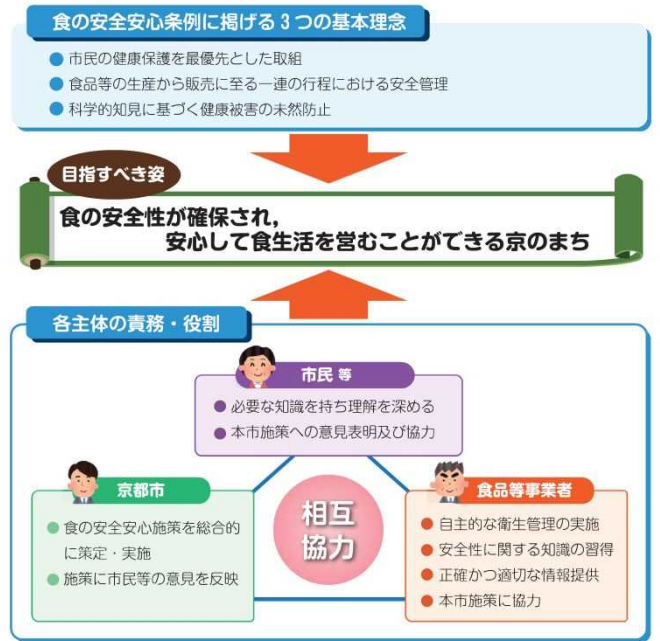 食の安全安心条例に掲げる3つの基本理念
● 市民の健康保護を最優先とした取組
● 食品等の生産から販売に至る一連の行程における安全管理
● 科学的知見に基づく健康被害の未然防止
目指すべき姿
食の安全性が確保され，
安心して食生活を営むことができる京のまち
各主体の責務・役割
市民 等
● 必要な知識を持ち理解を深める
● 本市施策への意見表明及び協力
京都市
● 食の安全安心施策を総合的
に策定・実施
● 施策に市民等の意見を反映
相互
協力
食品等事業者
● 自主的な衛生管理の実施
● 安全性に関する知識の習得
● 正確かつ適切な情報提供
● 本市施策に協力